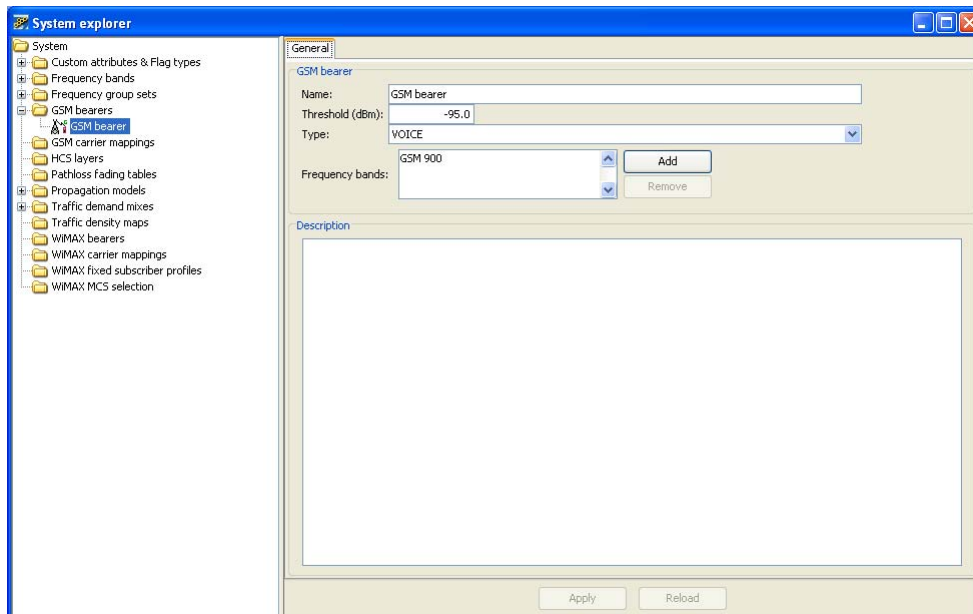 System explorer
System
Custom attributes & Flag types
Frequency bands
Frequency group sets
GSM bearers
GSM bearer
GSM carrier mappings
HCS layers
Pathloss fading tables
Propagation models
Traffic demand mixes
Traffic density maps
WiMAX bearers
WiMAX carrier mappings
WiMAX fixed subscriber profiles
WiMAX MCS selection
General
GSM bearer
Name: GSM bearer
Threshold (dBm): -95.0
Type: VOICE
Frequency bands: GSM 900
Add
Remove
Description
Apply Reload